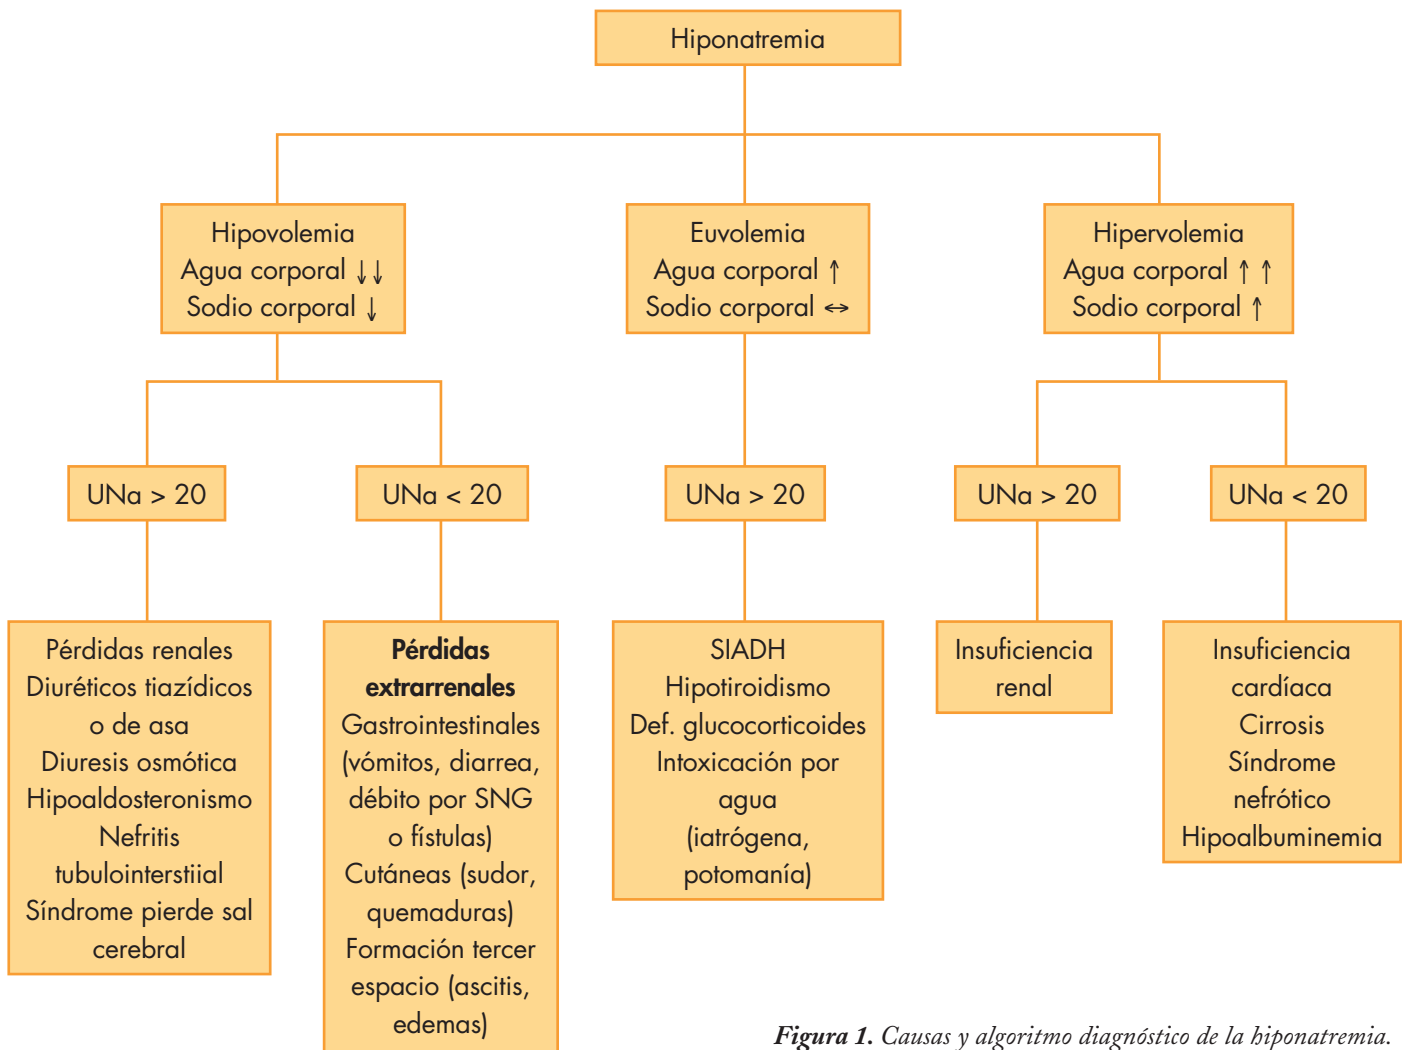 Hiponatremia
Hipovolemia
Agua corporal ↓↓
Sodio corporal ↓
Euvolemia
Agua corporal ↑
Sodio corporal ↔
Hipervolemia
Agua corporal ↑ ↑
Sodio corporal ↑
UNa > 20
UNa < 20
UNa > 20
UNa > 20
UNa < 20
Pérdidas renales
Diuréticos tiazídicos
o de asa
Diuresis osmótica
Hipoaldosteronismo
Nefritis
tubulointerstiial
Síndrome pierde sal
cerebral
Pérdidas
extrarrenales
Gastrointestinales
(vómitos, diarrea,
débito por SNG
o fístulas)
Cutáneas (sudor,
quemaduras)
Formación tercer
espacio (ascitis,
edemas)
SIADH
Hipotiroidismo
Def. glucocorticoides
Intoxicación por
agua
(iatrógena,
potomanía)
Insuficiencia
renal
Insuficiencia
cardíaca
Cirrosis
Síndrome
nefrótico
Hipoalbuminemia
Figura 1. Causas y algoritmo diagnóstico de la hiponatremia.